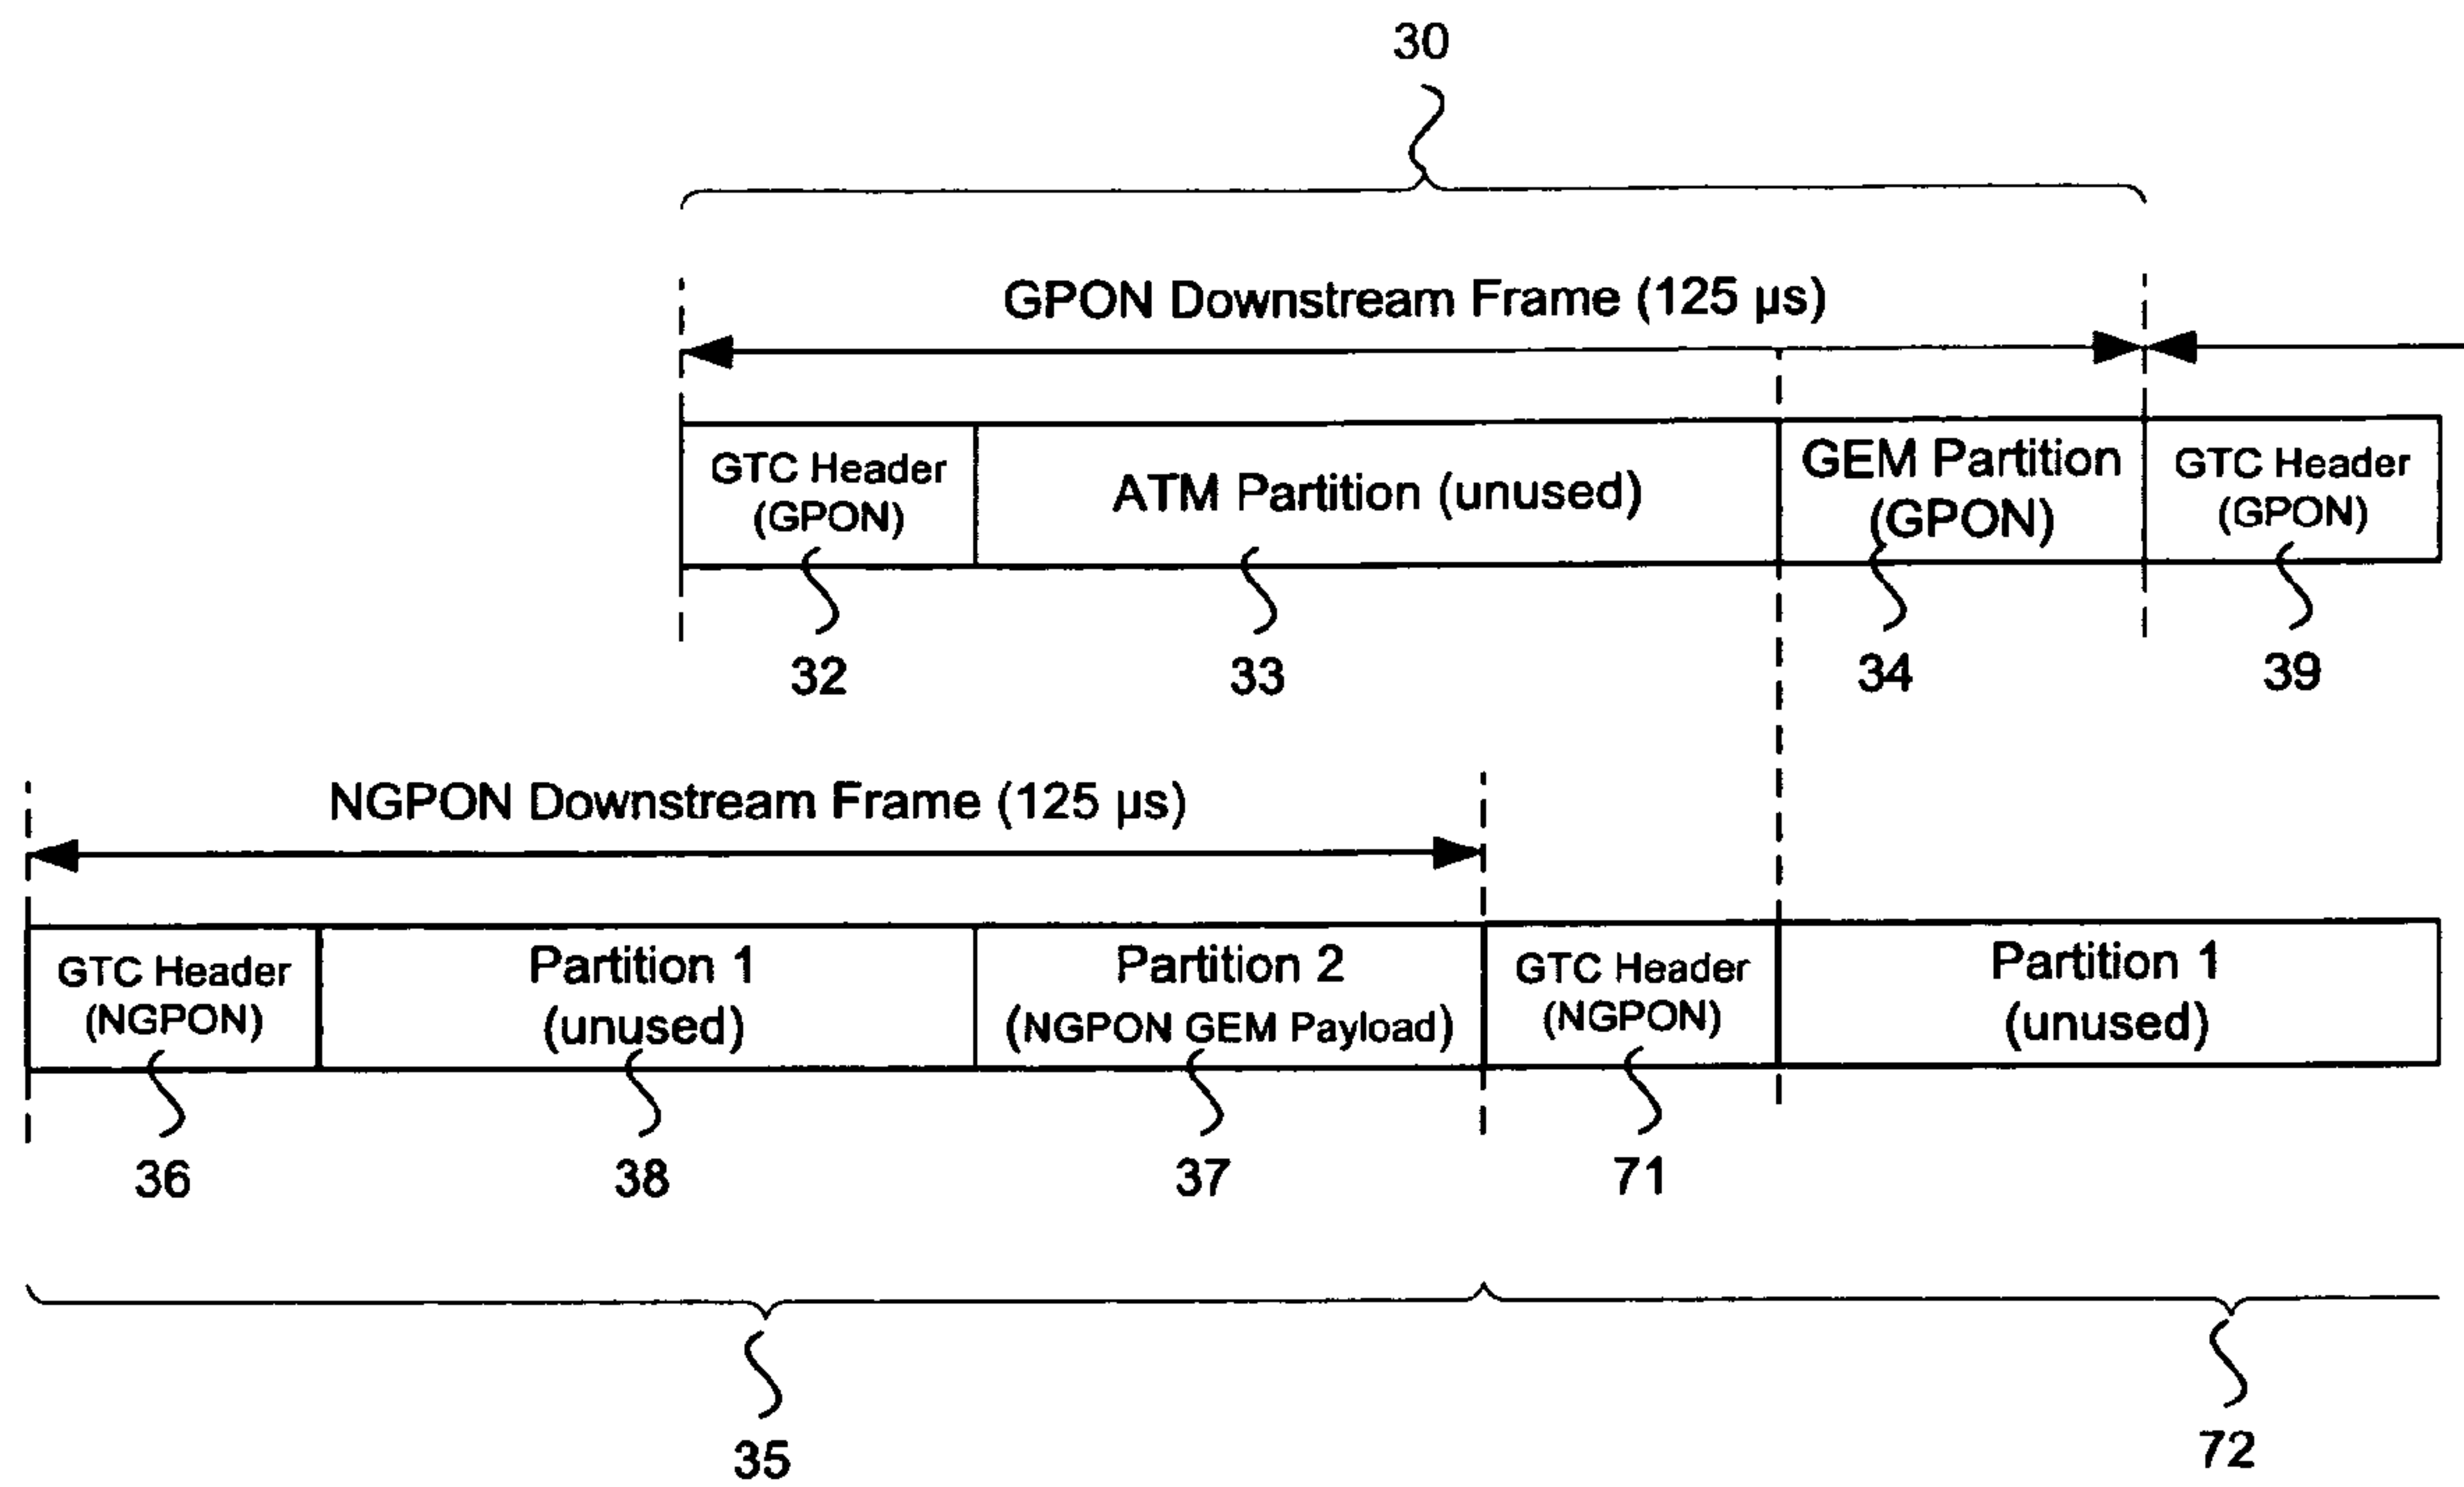 30
GPON Downstream Frame (125 µs)
GTC Header
(GPON)
ATM Partition (unused)
GEM Partition
(GPON)
GTC Header
(GPON)
32
33
34
39
NGPON Downstream Frame (125 µs)
GTC Header
(NGPON)
Partition 1
(unused)
Partition 2
(NGPON GEM Payload)
GTC Header
(NGPON)
Partition 1
(unused)
36
38
37
71
35
72